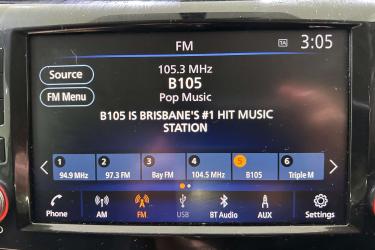 FM
1A
3:05
Source
105.3 MHz
B105
FM Menu
Pop Music
B105 IS BRISBANE'S #1 HIT MUSIC
STATION
1 2 3 4 5 6
94.9 MHz 97.3 FM Bay FM 104.5 MHz B105 Triple M
Phone AM FM USB BT Audio AUX Settings